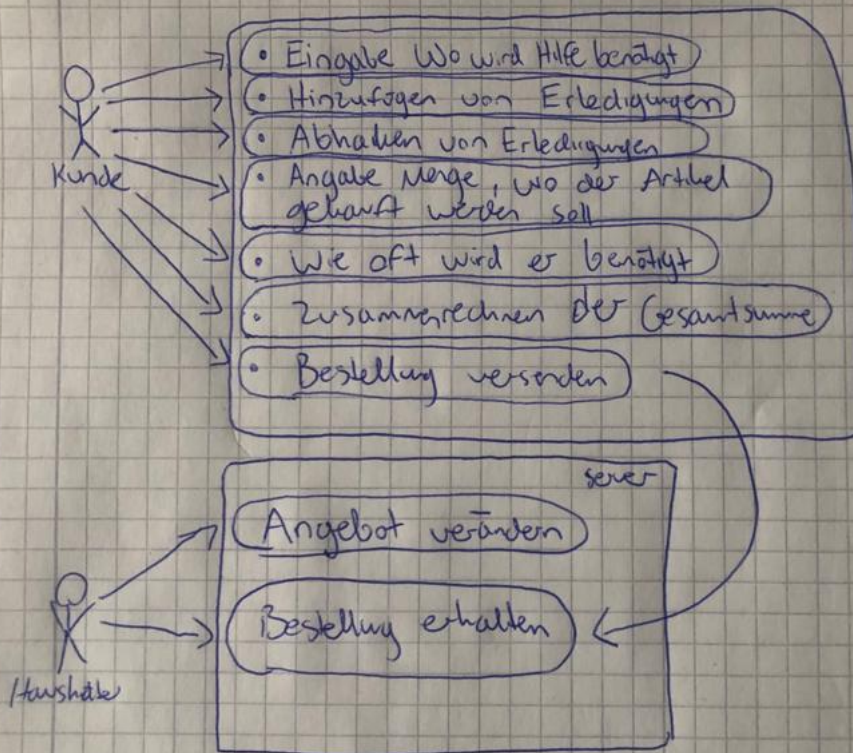 • Eingabe Wo wird Hilfe benötigt
• Hinzufügen von Erledigungen
• Abhaken von Erledigungen
Kunde
• Angabe Menge, wo der Artikel
gekauft werden soll
• Wie oft wird er benötigt
• Zusammenrechnen der Gesamtsumme
• Bestellung versenden
server
Angebot verändern
Bestellung erhalten